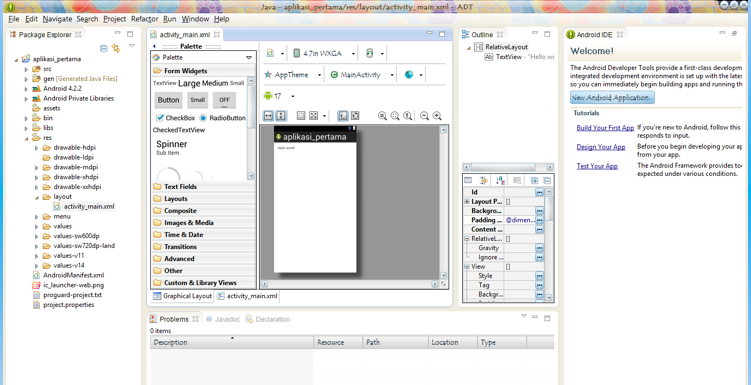 Java - aplikasi_pertama/res/layout/activity_main.xml - ADT
File Edit Navigate Search Project Refactor Run Window Help
Package Explorer
aplikasi_pertama
src
gen [Generated Java Files]
Android 4.2.2
Android Private Libraries
assets
bin
libs
res
drawable-hdpi
drawable-ldpi
drawable-mdpi
drawable-xhdpi
drawable-xxhdpi
layout
activity_main.xml
menu
values
values-sw600dp
values-sw720dp-land
values-v11
values-v14
AndroidManifest.xml
ic_launcher-web.png
proguard-project.txt
project.properties
activity_main.xml
Palette
Palette
Form Widgets
TextView Large Medium Small
Button Small OFF
CheckBox RadioButton
CheckedTextView
Spinner
Sub Item
Text Fields
Layouts
Composite
Images & Media
Time & Date
Transitions
Advanced
Other
Custom & Library Views
Graphical Layout activity_main.xml
4.7in WXGA
AppTheme MainActivity
17
aplikasi_pertama
Hello world!
Outline
RelativeLayout
TextView - "Hello w
Id
Layout P... []
Backgro...
Padding @dimen...
Content ...
RelativeL... []
Gravity
Ignore ...
View []
Style
Tag
Backgr...
Problems Javadoc Declaration
0 items
Description Resource Path Location Type
Android IDE
Welcome!
The Android Developer Tools provide a first-class developm
integrated development environment is set up with the late
so you can immediately begin building apps and running th
New Android Application...
Tutorials
Build Your First App If you're new to Android, follow this
responds to input.
Design Your App Before you begin developing your a
from your app.
Test Your App The Android Framework provides to
expected under various conditions.